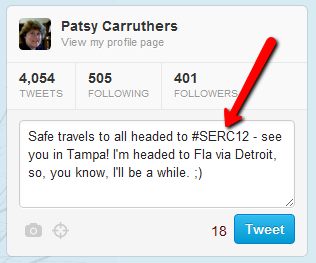 Patsy Carruthers
View my profile page
4,054 505 401
TWEETS FOLLOWING FOLLOWERS
Safe travels to all headed to #SERC12 - see
you in Tampa! I'm headed to Fla via Detroit,
so, you know, I'll be a while. ;)
18 Tweet